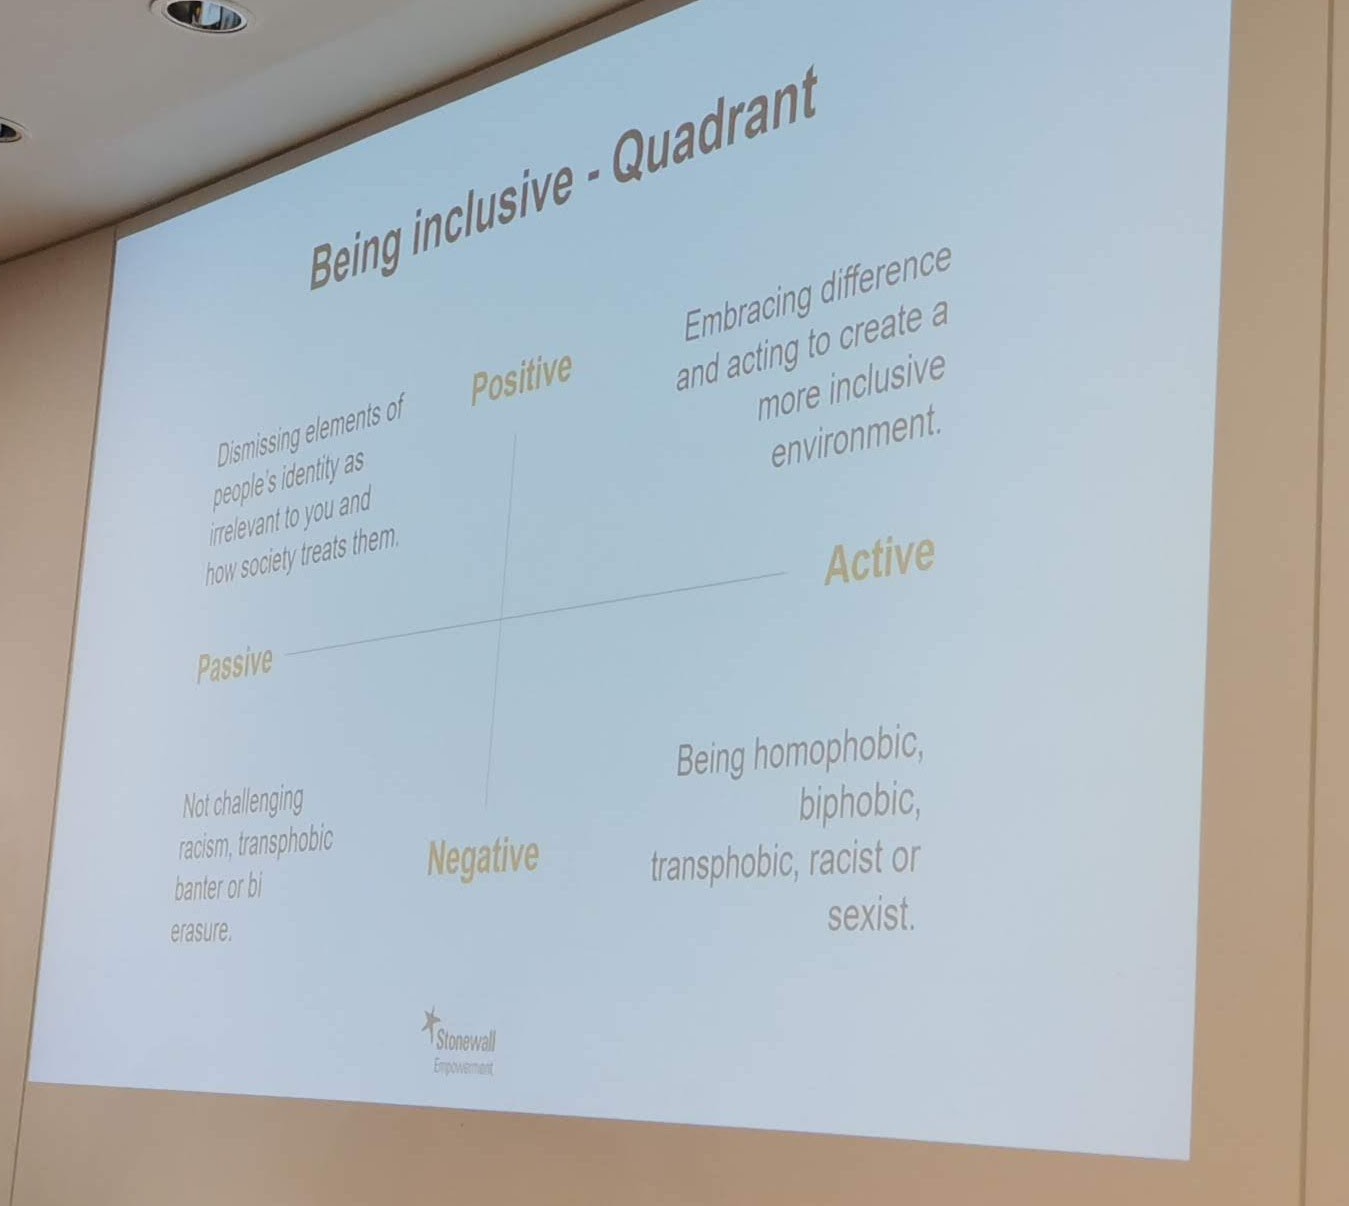 Being inclusive - Quadrant
Positive
Embracing difference
and acting to create a
more inclusive
environment.
Dismissing elements of
people's identity as
irrelevant to you and
how society treats them.
Active
Passive
Being homophobic,
biphobic,
transphobic, racist or
sexist.
Not challenging
racism, transphobic
banter or bi
erasure.
Negative
Stonewall
Empowerment